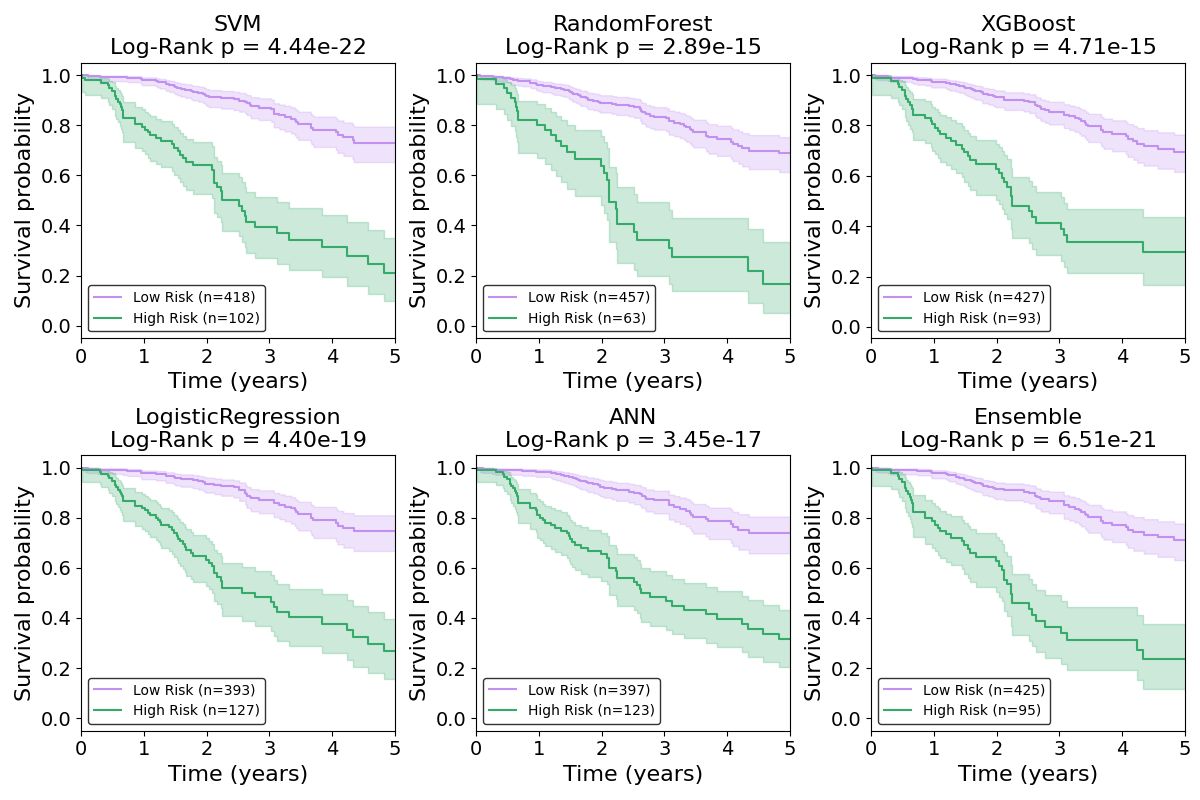 SVM
Log-Rank p = 4.44e-22
Survival probability
1.0
0.8
0.6
0.4
0.2
0.0
Low Risk (n=418)
High Risk (n=102)
0 1 2 3 4 5
Time (years)
RandomForest
Log-Rank p = 2.89e-15
Survival probability
1.0
0.8
0.6
0.4
0.2
0.0
Low Risk (n=457)
High Risk (n=63)
0 1 2 3 4 5
Time (years)
XGBoost
Log-Rank p = 4.71e-15
Survival probability
1.0
0.8
0.6
0.4
0.2
0.0
Low Risk (n=427)
High Risk (n=93)
0 1 2 3 4 5
Time (years)
LogisticRegression
Log-Rank p = 4.40e-19
Survival probability
1.0
0.8
0.6
0.4
0.2
0.0
Low Risk (n=393)
High Risk (n=127)
0 1 2 3 4 5
Time (years)
ANN
Log-Rank p = 3.45e-17
Survival probability
1.0
0.8
0.6
0.4
0.2
0.0
Low Risk (n=397)
High Risk (n=123)
0 1 2 3 4 5
Time (years)
Ensemble
Log-Rank p = 6.51e-21
Survival probability
1.0
0.8
0.6
0.4
0.2
0.0
Low Risk (n=425)
High Risk (n=95)
0 1 2 3 4 5
Time (years)